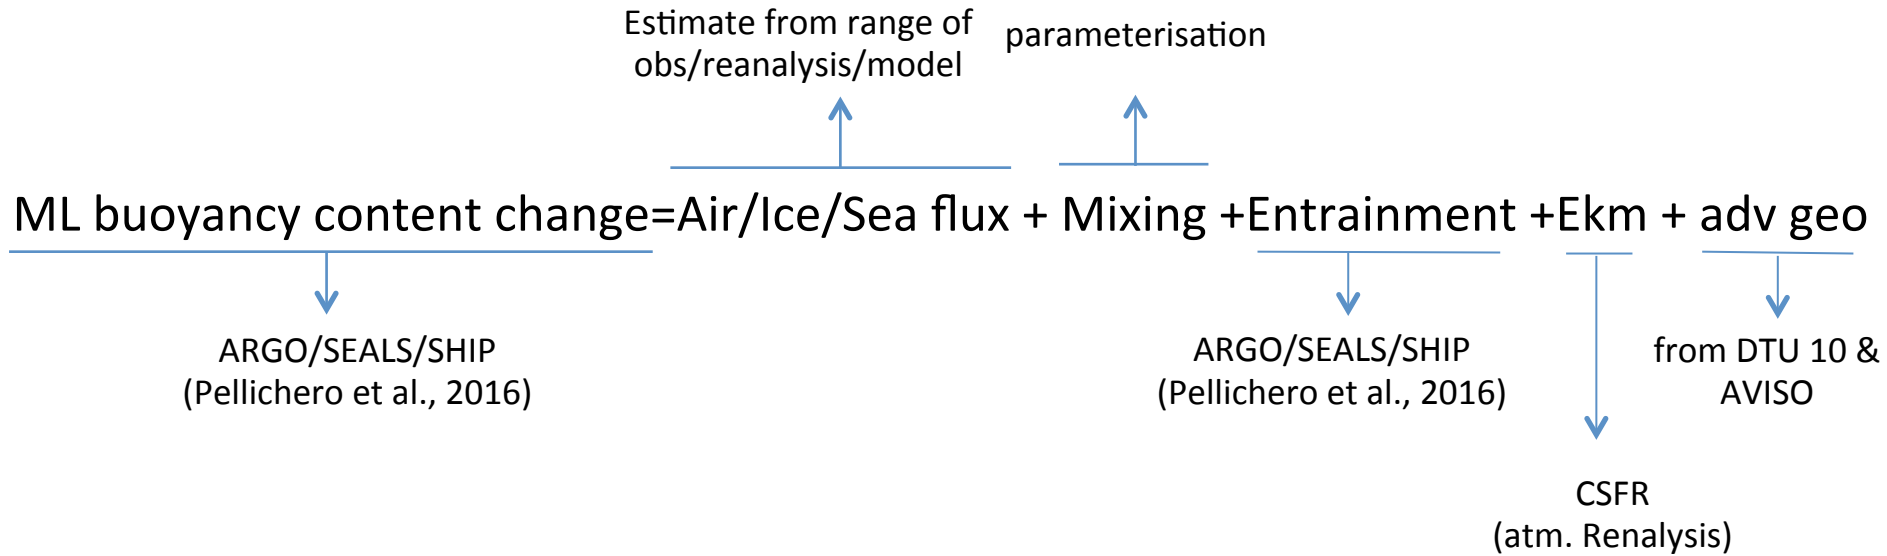 Estimate from range of
obs/reanalysis/model
parameterisation
ML buoyancy content change=Air/Ice/Sea flux + Mixing +Entrainment +Ekm + adv geo
ARGO/SEALS/SHIP
(Pellichero et al., 2016)
ARGO/SEALS/SHIP
(Pellichero et al., 2016)
from DTU 10 &
AVISO
CSFR
(atm. Renalysis)